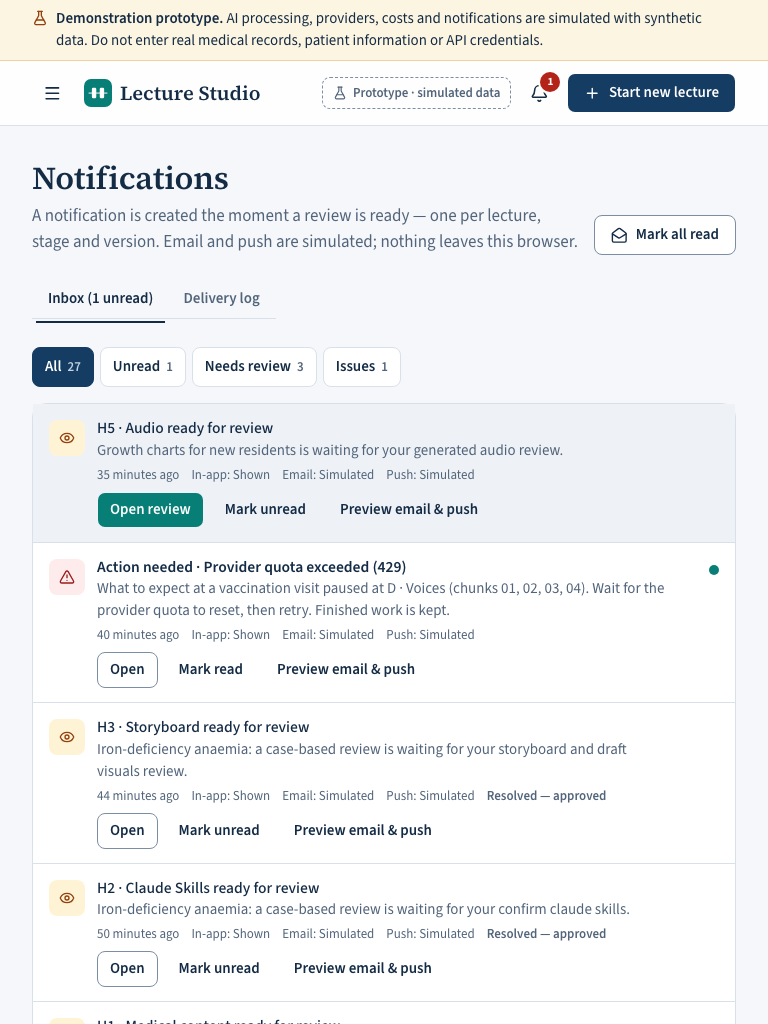 Demonstration prototype. AI processing, providers, costs and notifications are simulated with synthetic
data. Do not enter real medical records, patient information or API credentials.
Lecture Studio
Prototype · simulated data
1
Start new lecture
Notifications
A notification is created the moment a review is ready — one per lecture,
stage and version. Email and push are simulated; nothing leaves this browser.
Mark all read
Inbox (1 unread) Delivery log
All 27 Unread 1 Needs review 3 Issues 1
H5 · Audio ready for review
Growth charts for new residents is waiting for your generated audio review.
35 minutes ago In-app: Shown Email: Simulated Push: Simulated
Open review Mark unread Preview email & push
Action needed · Provider quota exceeded (429)
What to expect at a vaccination visit paused at D · Voices (chunks 01, 02, 03, 04). Wait for the
provider quota to reset, then retry. Finished work is kept.
40 minutes ago In-app: Shown Email: Simulated Push: Simulated
Open Mark read Preview email & push
H3 · Storyboard ready for review
Iron-deficiency anaemia: a case-based review is waiting for your storyboard and draft
visuals review.
44 minutes ago In-app: Shown Email: Simulated Push: Simulated Resolved — approved
Open Mark unread Preview email & push
H2 · Claude Skills ready for review
Iron-deficiency anaemia: a case-based review is waiting for your confirm claude skills.
50 minutes ago In-app: Shown Email: Simulated Push: Simulated Resolved — approved
Open Mark unread Preview email & push